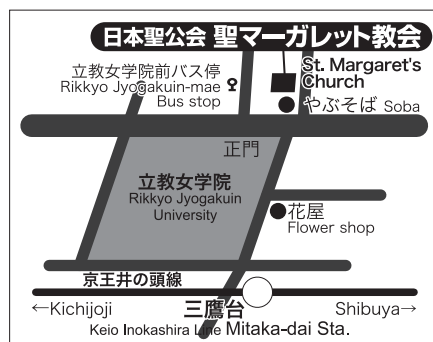 日本聖公会 聖マーガレット教会
立教女学院前バス停
Rikkyo Jyogakuin-mae
Bus stop
St. Margaret's
Church
やぶそば Soba
正門
立教女学院
Rikkyo Jyogakuin
University
花屋
Flower shop
京王井の頭線
←Kichijoji
三鷹台
Shibuya→
Keio Inokashira Line Mitaka-dai Sta.